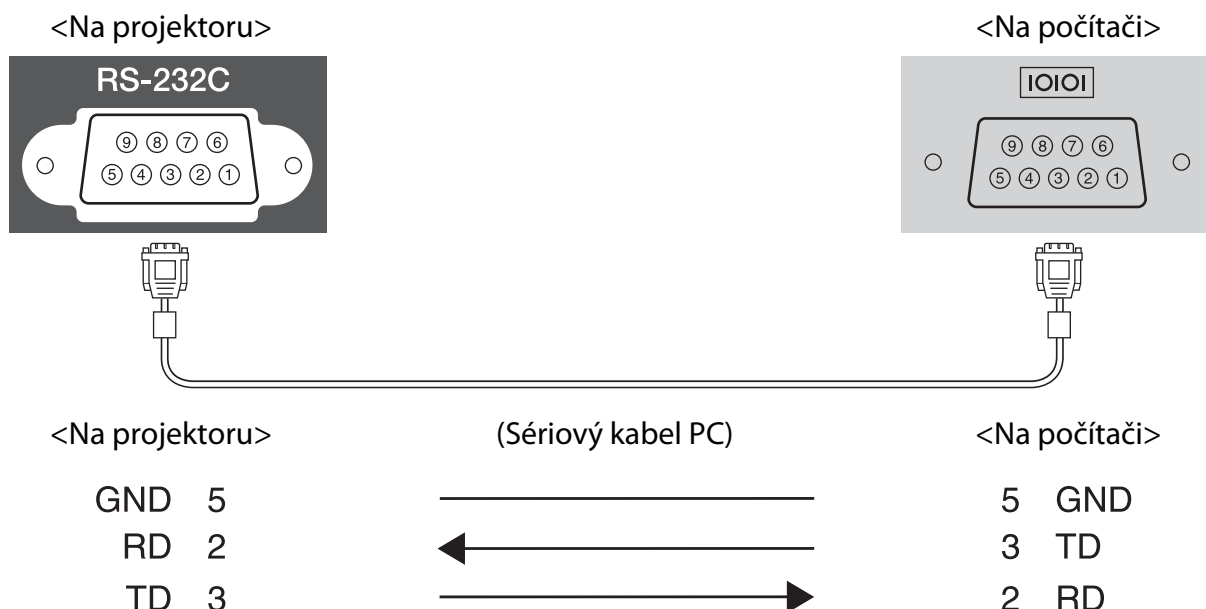 <Na projektoru> <Na počítači>
RS-232C IOIOI
9 8 7 6 9 8 7 6
5 4 3 2 1 5 4 3 2 1
<Na projektoru> (Sériový kabel PC) <Na počítači>
GND 5 5 GND
RD 2 3 TD
TD 3 2 RD